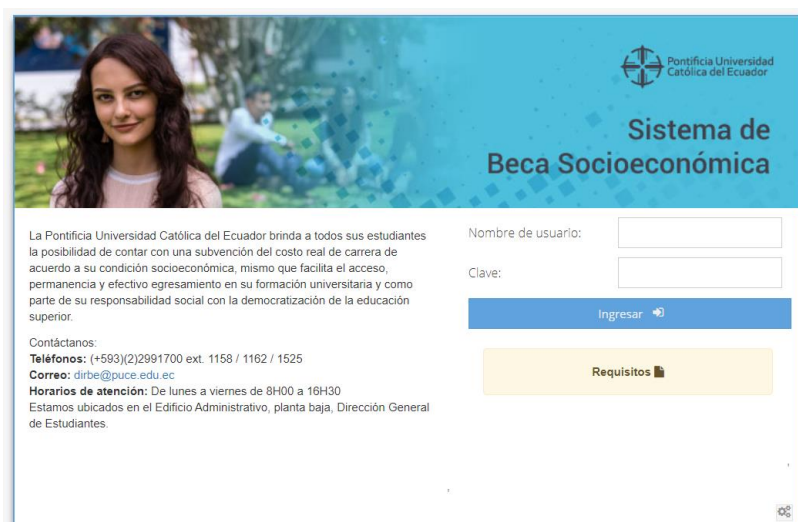 Pontificia Universidad
Católica del Ecuador
Sistema de
Beca Socioeconómica
La Pontificia Universidad Católica del Ecuador brinda a todos sus estudiantes
la posibilidad de contar con una subvención del costo real de carrera de
acuerdo a su condición socioeconómica, mismo que facilita el acceso,
permanencia y efectivo egresamiento en su formación universitaria y como
parte de su responsabilidad social con la democratización de la educación
superior.
Contáctanos:
Teléfonos: (+593)(2)2991700 ext. 1158 / 1162 / 1525
Correo: dirbe@puce.edu.ec
Horarios de atención: De lunes a viernes de 8H00 a 16H30
Estamos ubicados en el Edificio Administrativo, planta baja, Dirección General
de Estudiantes.
Nombre de usuario:
Clave:
Ingresar
Requisitos